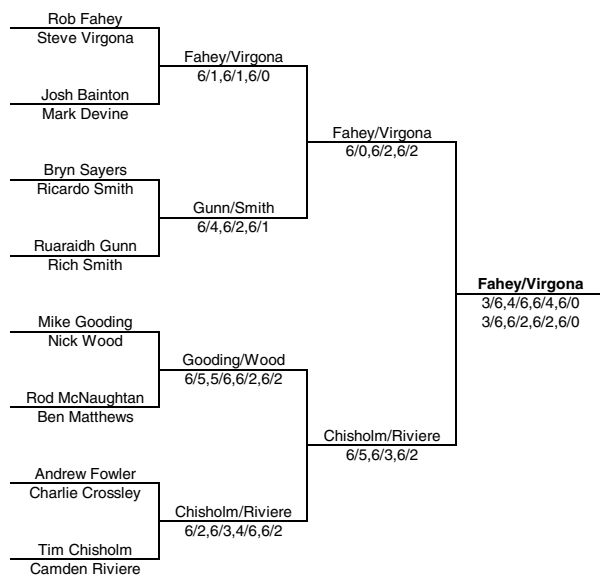 Rob Fahey
Steve Virgona
Fahey/Virgona
6/1,6/1,6/0
Josh Bainton
Mark Devine
Fahey/Virgona
6/0,6/2,6/2
Bryn Sayers
Ricardo Smith
Gunn/Smith
6/4,6/2,6/1
Ruaraidh Gunn
Rich Smith
Fahey/Virgona
3/6,4/6,6/4,6/0
3/6,6/2,6/2,6/0
Mike Gooding
Nick Wood
Gooding/Wood
6/5,5/6,6/2,6/2
Rod McNaughtan
Ben Matthews
Chisholm/Riviere
6/5,6/3,6/2
Andrew Fowler
Charlie Crossley
Chisholm/Riviere
6/2,6/3,4/6,6/2
Tim Chisholm
Camden Riviere